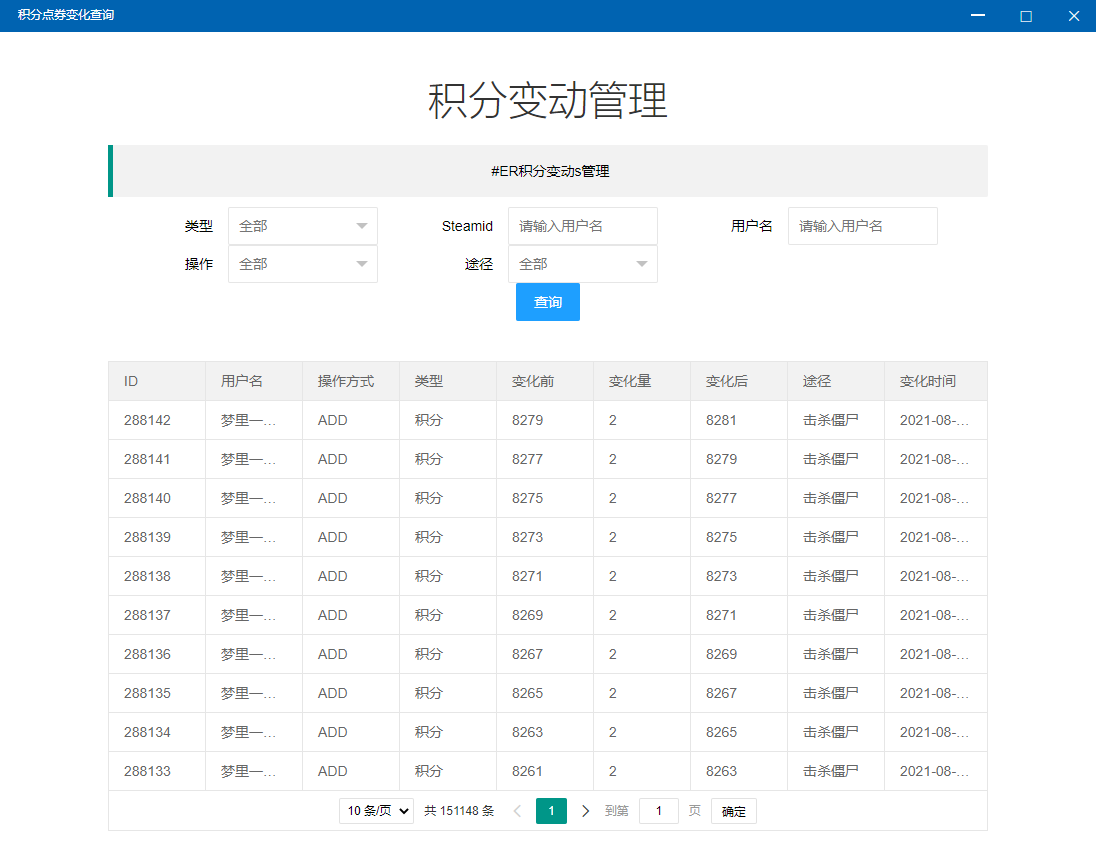 积分点券变化查询
积分变动管理
#ER积分变动s管理
类型 全部 Steamid 请输入用户名 用户名 请输入用户名
操作 全部 途径 全部
查询
ID 用户名 操作方式 类型 变化前 变化量 变化后 途径 变化时间
288142 梦里一... ADD 积分 8279 2 8281 击杀僵尸 2021-08-...
288141 梦里一... ADD 积分 8277 2 8279 击杀僵尸 2021-08-...
288140 梦里一... ADD 积分 8275 2 8277 击杀僵尸 2021-08-...
288139 梦里一... ADD 积分 8273 2 8275 击杀僵尸 2021-08-...
288138 梦里一... ADD 积分 8271 2 8273 击杀僵尸 2021-08-...
288137 梦里一... ADD 积分 8269 2 8271 击杀僵尸 2021-08-...
288136 梦里一... ADD 积分 8267 2 8269 击杀僵尸 2021-08-...
288135 梦里一... ADD 积分 8265 2 8267 击杀僵尸 2021-08-...
288134 梦里一... ADD 积分 8263 2 8265 击杀僵尸 2021-08-...
288133 梦里一... ADD 积分 8261 2 8263 击杀僵尸 2021-08-...
10 条/页 共 151148 条 1 到第 1 页 确定